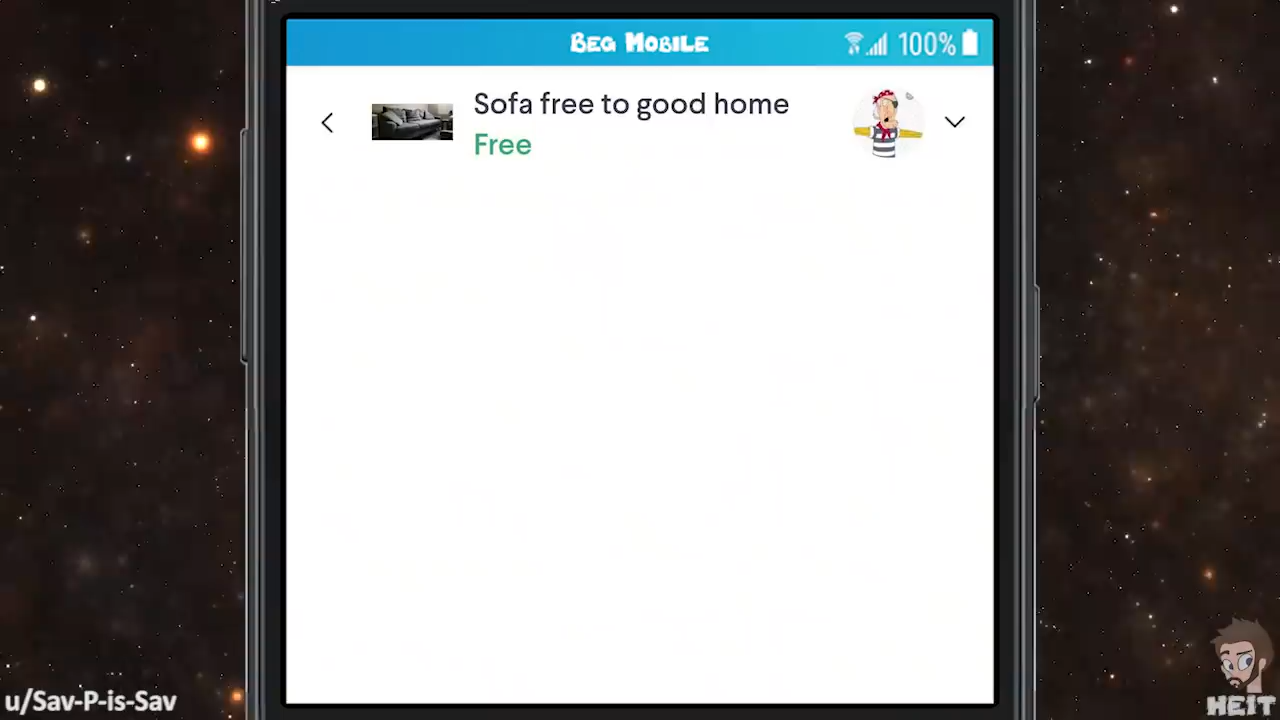 Beg Mobile
100%
Sofa free to good home
Free
u/Sav-P-is-Sav
HEIT